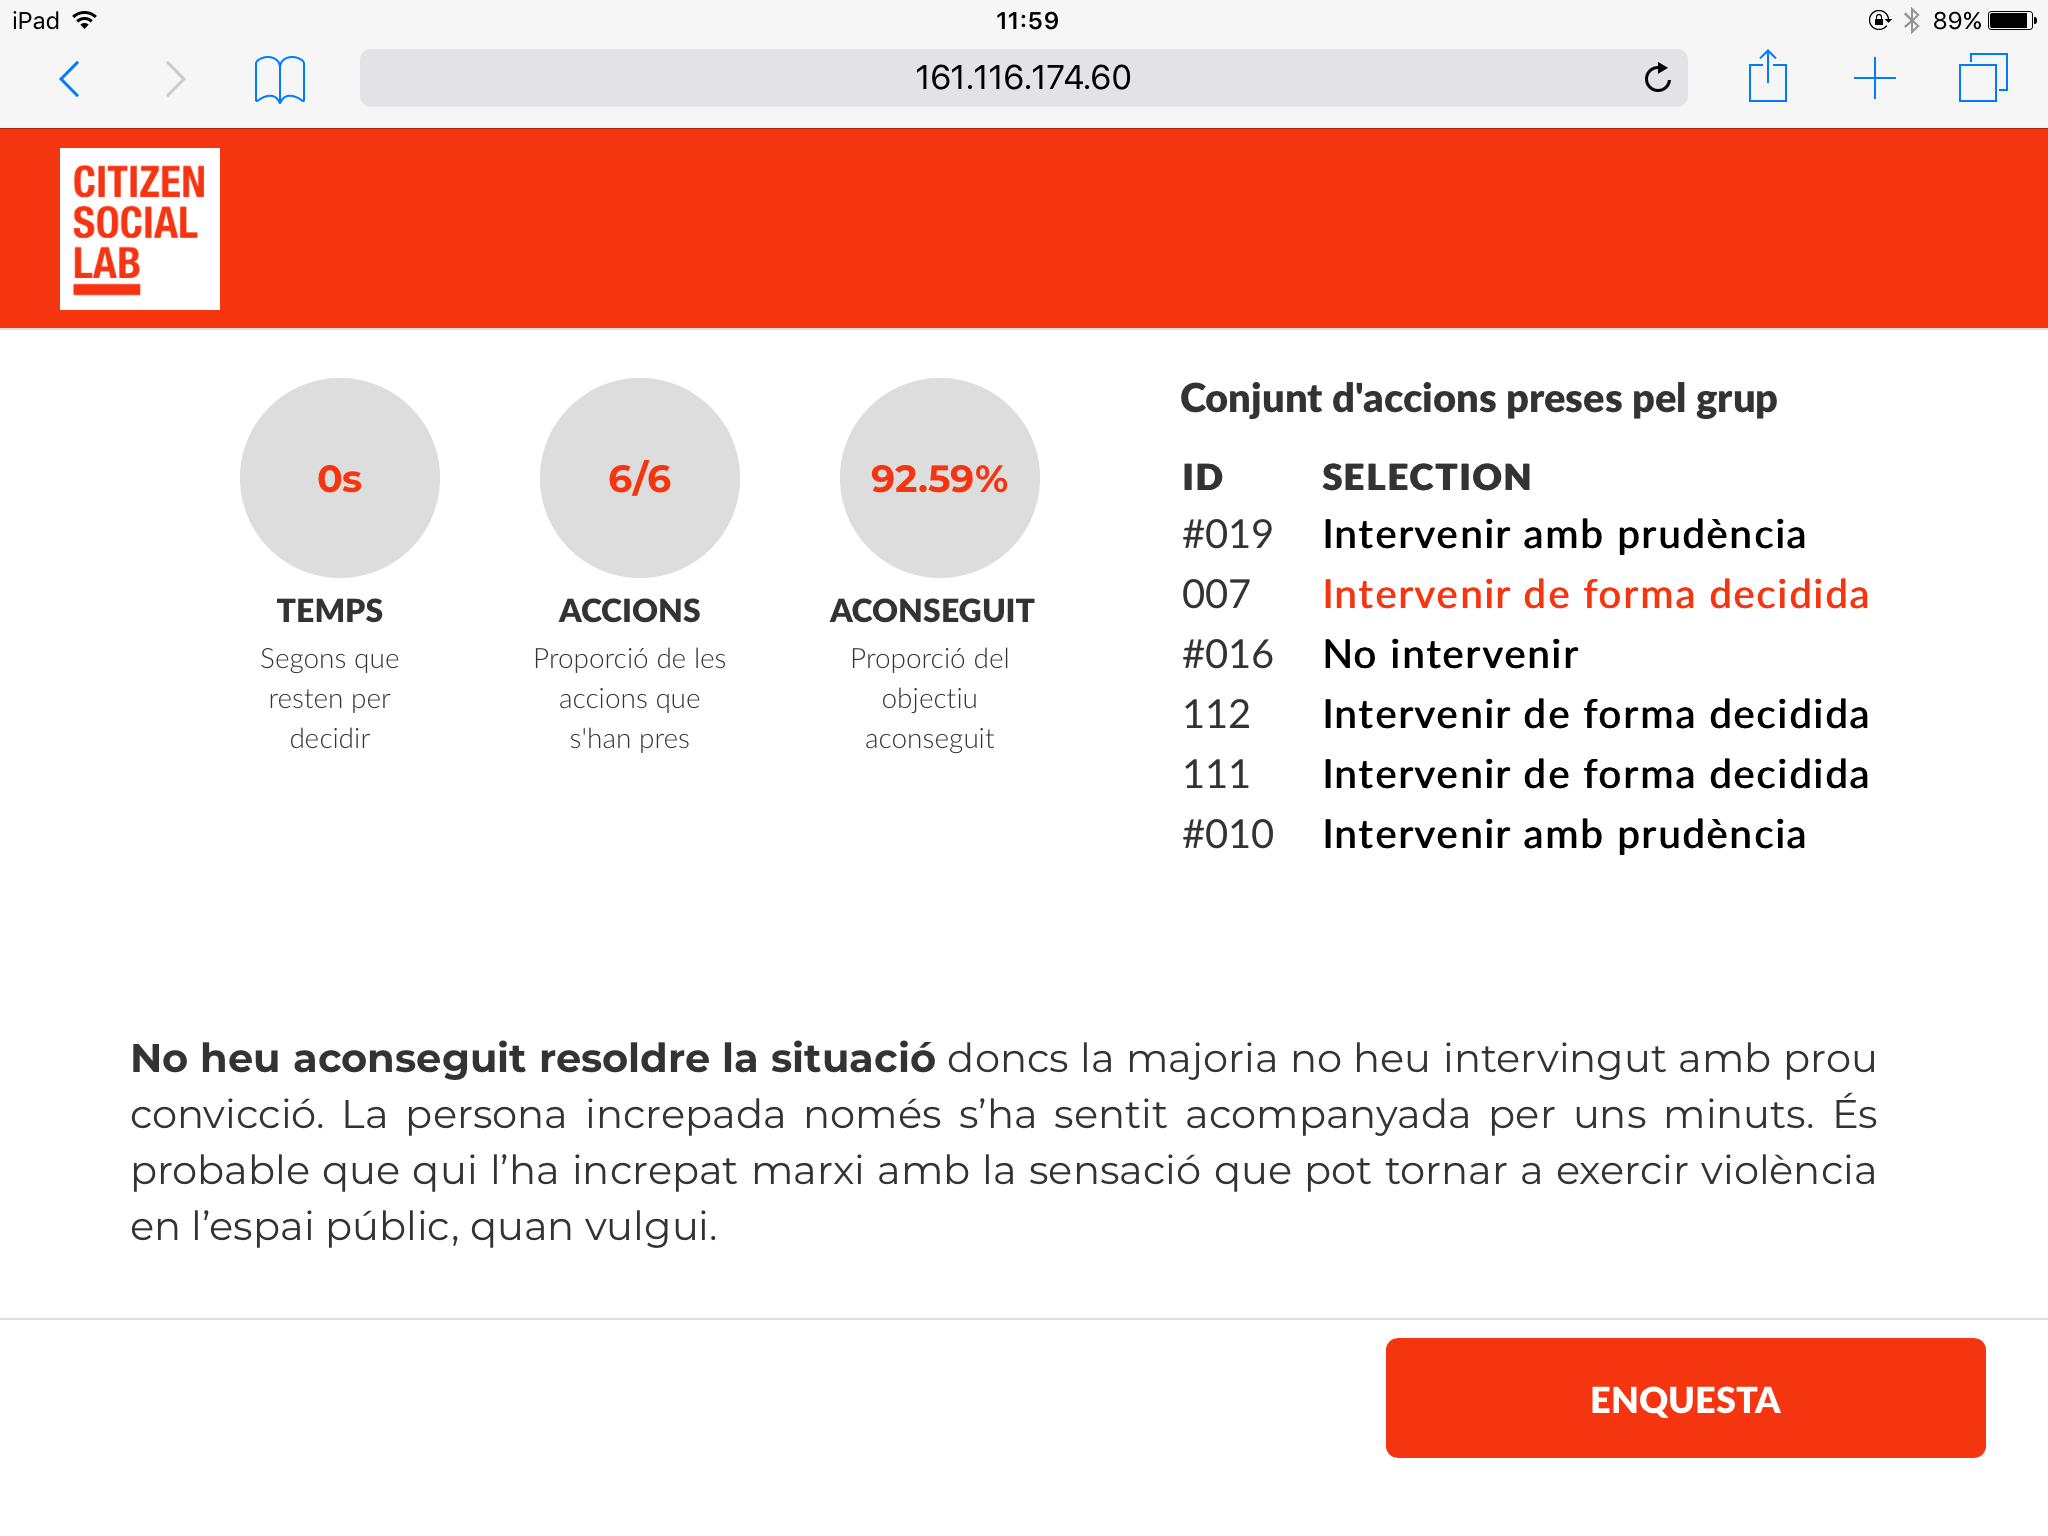 iPad
11:59
89%
161.116.174.60
CITIZEN
SOCIAL
LAB
0s
6/6
92.59%
TEMPS
Segons que
resten per
decidir
ACCIONS
Proporció de les
accions que
s'han pres
ACONSEGUIT
Proporció del
objectiu
aconseguit
Conjunt d'accions preses pel grup
ID SELECTION
#019 Intervenir amb prudència
007 Intervenir de forma decidida
#016 No intervenir
112 Intervenir de forma decidida
111 Intervenir de forma decidida
#010 Intervenir amb prudència
No heu aconseguit resoldre la situació doncs la majoria no heu intervingut amb prou
convicció. La persona increpada només s’ha sentit acompanyada per uns minuts. És
probable que qui l’ha increpat marxi amb la sensació que pot tornar a exercir violència
en l’espai públic, quan vulgui.
ENQUESTA